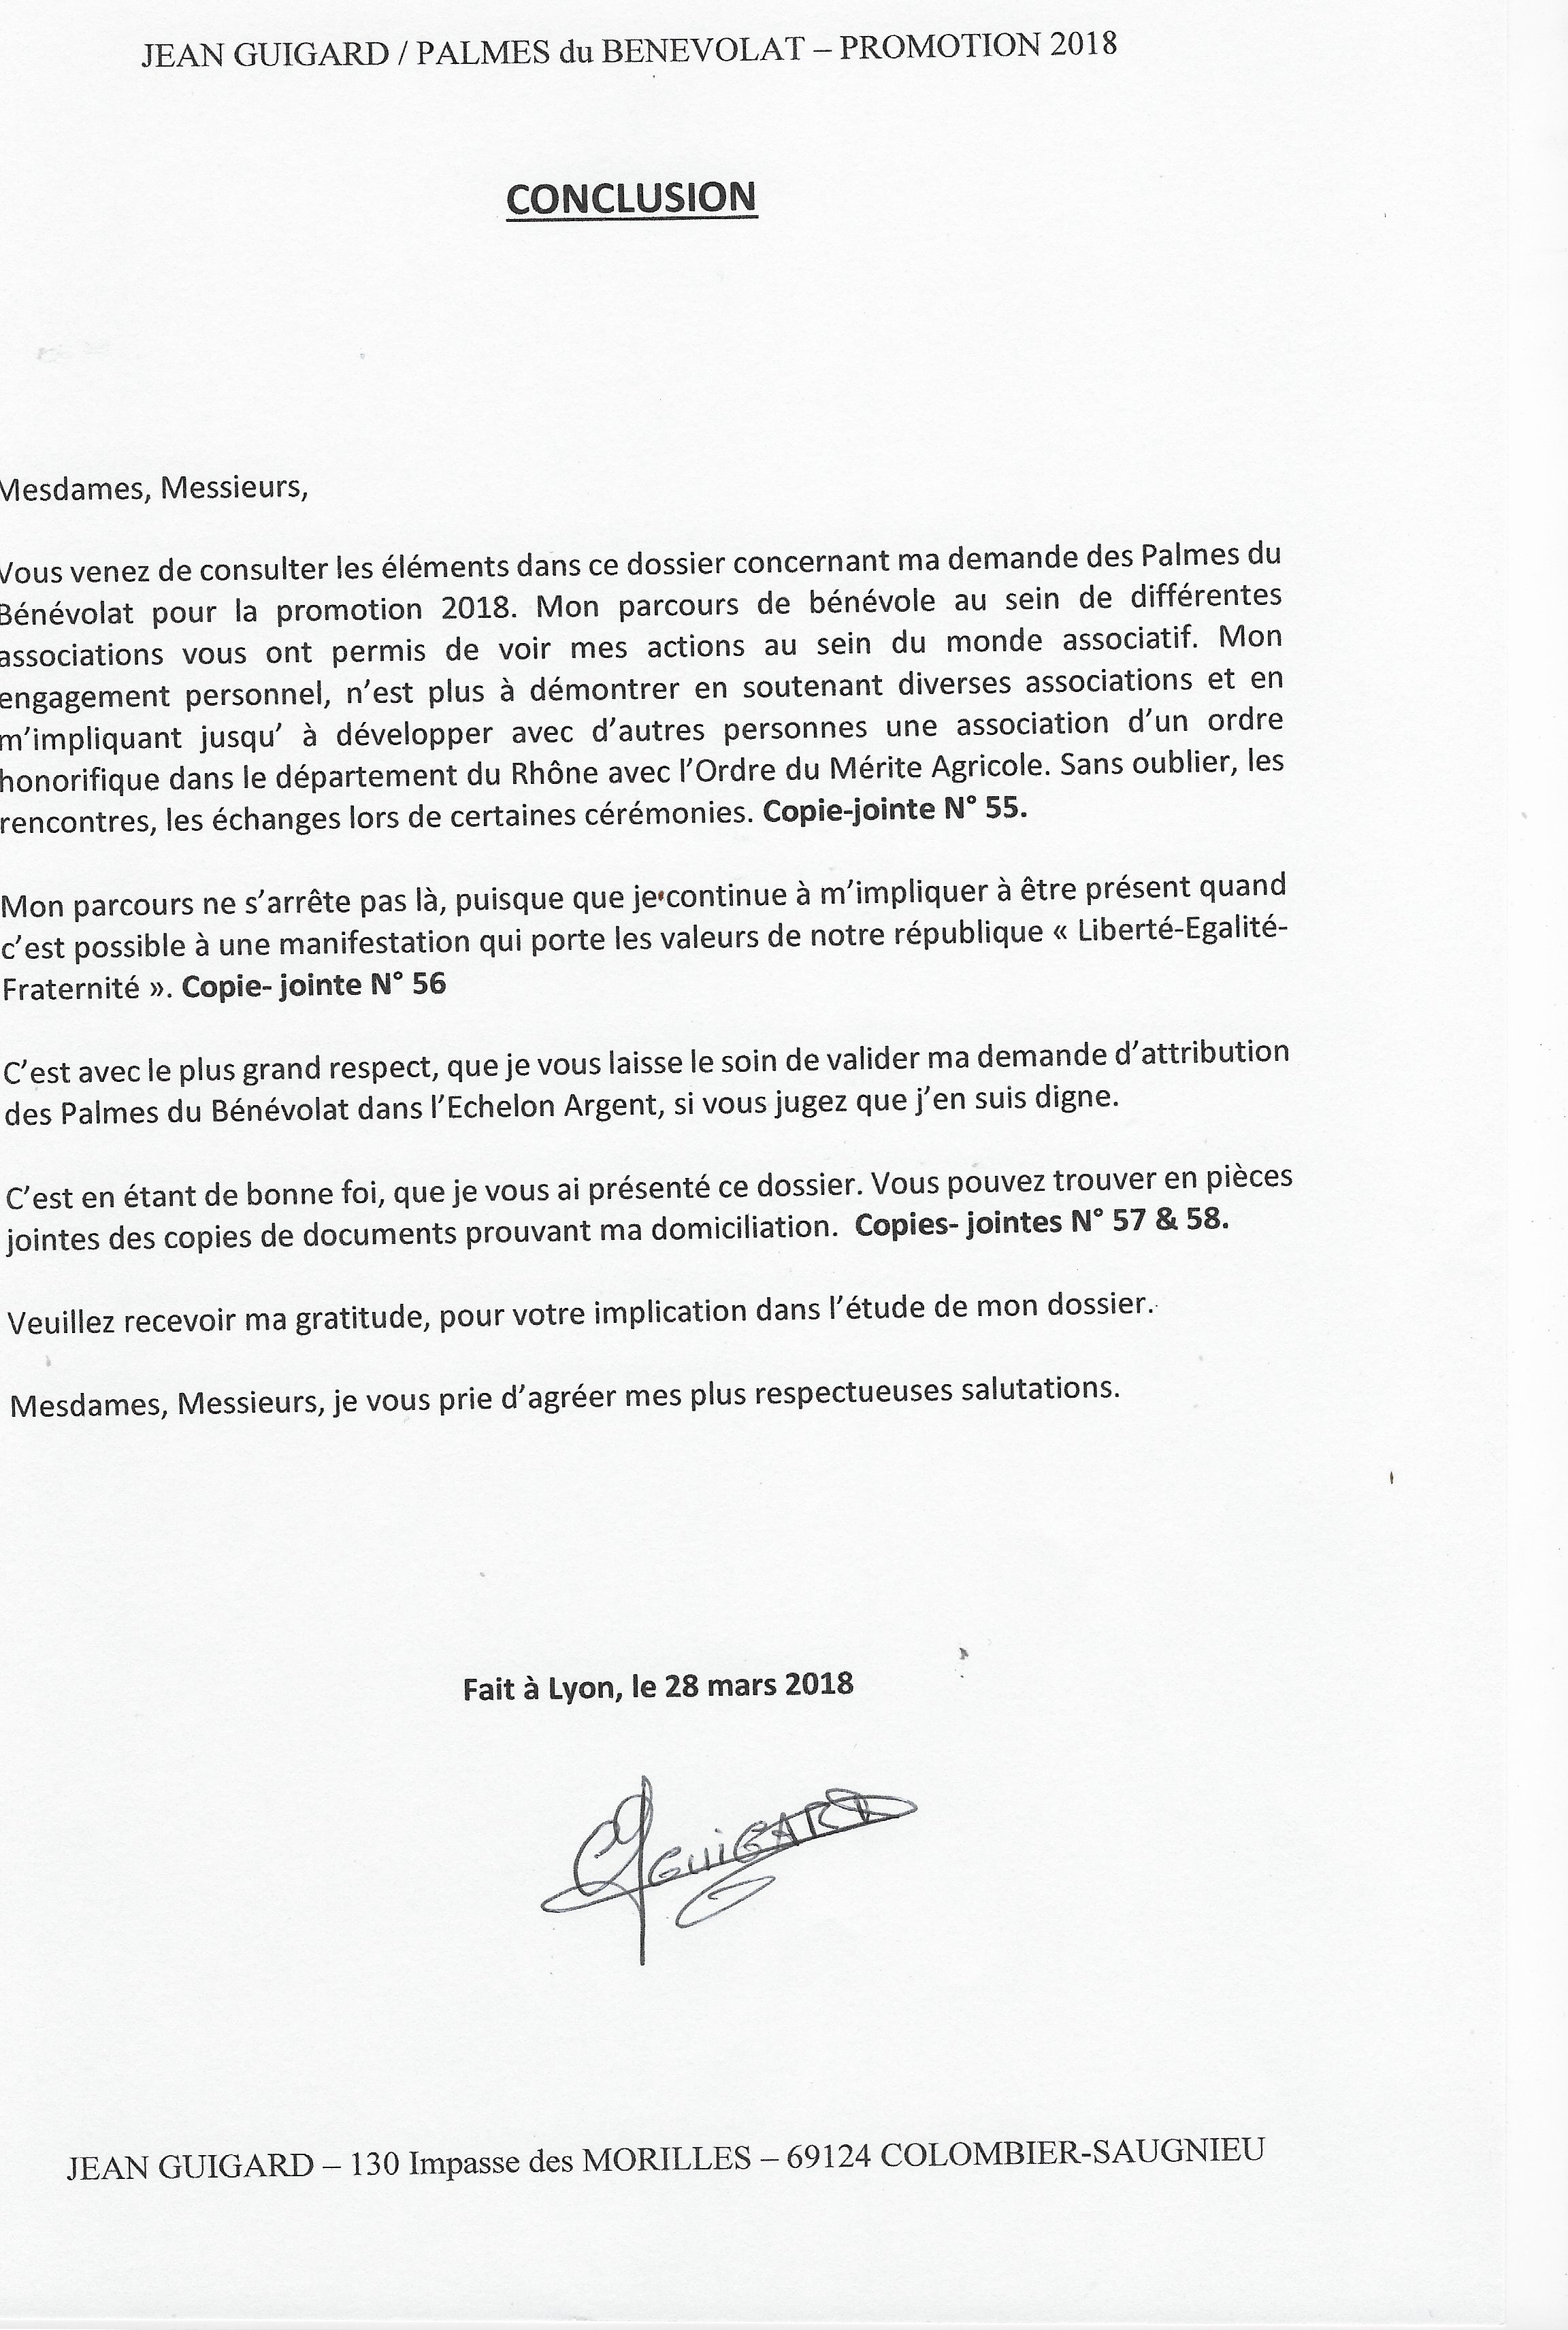 JEAN GUIGARD / PALMES du BENEVOLAT – PROMOTION 2018
CONCLUSION
Mesdames, Messieurs,
Vous venez de consulter les éléments dans ce dossier concernant ma demande des Palmes du
Bénévolat pour la promotion 2018. Mon parcours de bénévole au sein de différentes
associations vous ont permis de voir mes actions au sein du monde associatif. Mon
engagement personnel, n’est plus à démontrer en soutenant diverses associations et en
m’impliquant jusqu’ à développer avec d’autres personnes une association d’un ordre
honorifique dans le département du Rhône avec l’Ordre du Mérite Agricole. Sans oublier, les
rencontres, les échanges lors de certaines cérémonies. Copie-jointe N° 55.
Mon parcours ne s’arrête pas là, puisque que je continue à m’impliquer à être présent quand
c’est possible à une manifestation qui porte les valeurs de notre république « Liberté-Egalité-
Fraternité ». Copie- jointe N° 56
C’est avec le plus grand respect, que je vous laisse le soin de valider ma demande d’attribution
des Palmes du Bénévolat dans l’Echelon Argent, si vous jugez que j’en suis digne.
C’est en étant de bonne foi, que je vous ai présenté ce dossier. Vous pouvez trouver en pièces
jointes des copies de documents prouvant ma domiciliation. Copies- jointes N° 57 & 58.
Veuillez recevoir ma gratitude, pour votre implication dans l’étude de mon dossier.
Mesdames, Messieurs, je vous prie d’agréer mes plus respectueuses salutations.
Fait à Lyon, le 28 mars 2018
GUIGARD
JEAN GUIGARD – 130 Impasse des MORILLES – 69124 COLOMBIER-SAUGNIEU